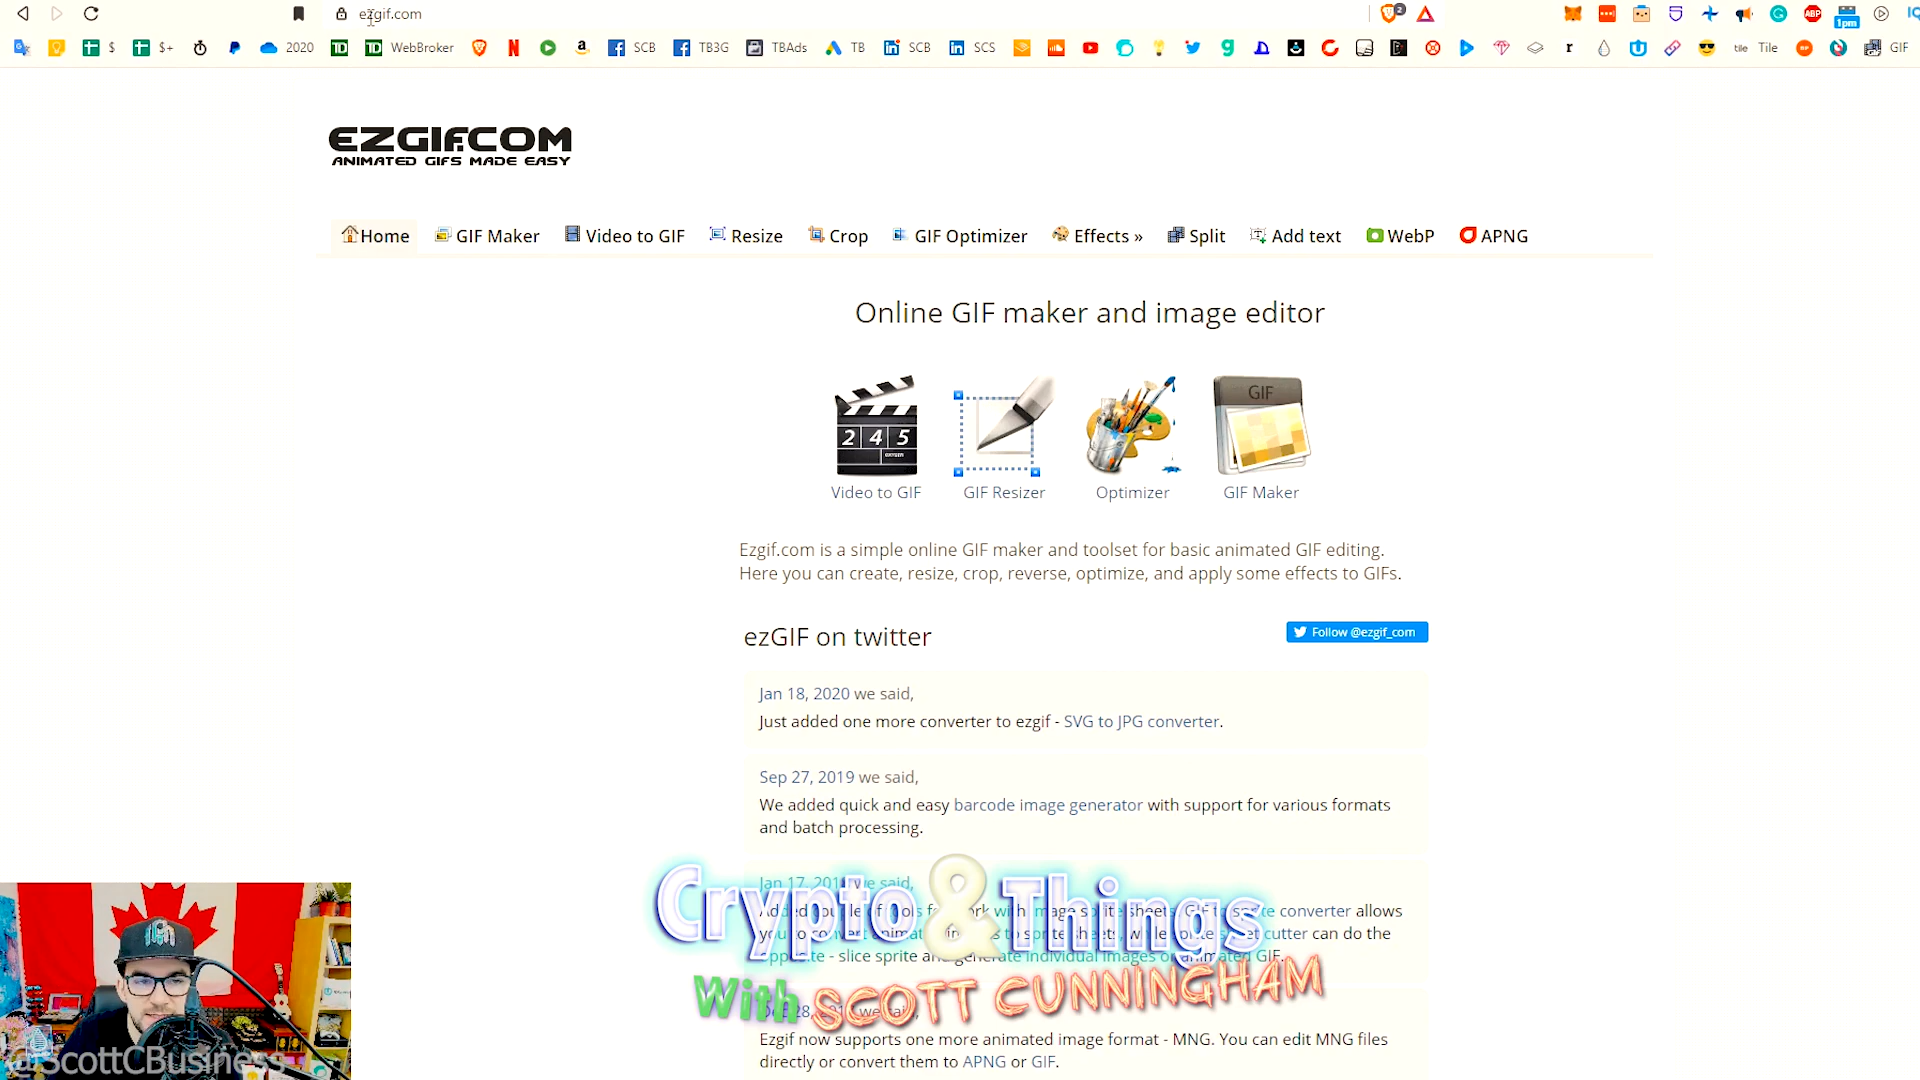 ezgif.com
2
1pm
$
$+
2020
WebBroker
SCB
TB3G
TBAds
TB
SCB
SCS
Tile
GIF
EZGIF.COM
ANIMATED GIFS MADE EASY
Home
GIF Maker
Video to GIF
Resize
Crop
GIF Optimizer
Effects »
Split
Add text
WebP
APNG
Online GIF maker and image editor
2 4 5
GIF
Video to GIF
GIF Resizer
Optimizer
GIF Maker
Ezgif.com is a simple online GIF maker and toolset for basic animated GIF editing.
Here you can create, resize, crop, reverse, optimize, and apply some effects to GIFs.
ezGIF on twitter
Follow @ezgif_com
Jan 18, 2020 we said,
Just added one more converter to ezgif - SVG to JPG converter.
Sep 27, 2019 we said,
We added quick and easy barcode image generator with support for various formats
and batch processing.
Crypto & Things
With SCOTT CUNNINGHAM
Ezgif now supports one more animated image format - MNG. You can edit MNG files
directly or convert them to APNG or GIF.
@ScottCBusiness